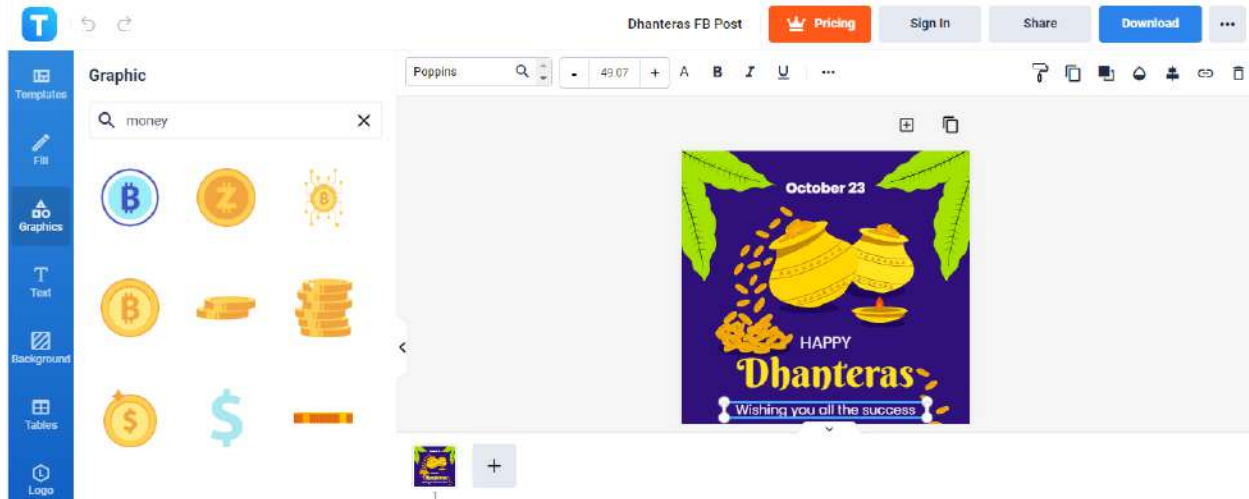 T
Dhanteras FB Post
Pricing
Sign In
Share
Download
Templates
Fill
Graphics
Text
Background
Tables
Logo
Graphic
money
Poppins
- 49.07 + A B I U
October 23
HAPPY
Dhanteras
Wishing you all the success
1